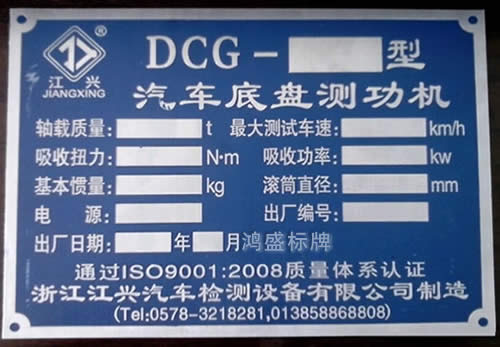 DCG- 型
®
江兴
JIANGXING
汽车底盘测功机
轴载质量: t 最大测试车速: km/h
吸收扭力: N·m 吸收功率: kw
基本惯量: kg 滚筒直径: mm
电 源: 出厂编号:
出厂日期: 年 月 鸿盛标牌
通过ISO9001:2008质量体系认证
浙江江兴汽车检测设备有限公司制造
(Tel:0578-3218281,013858868808)